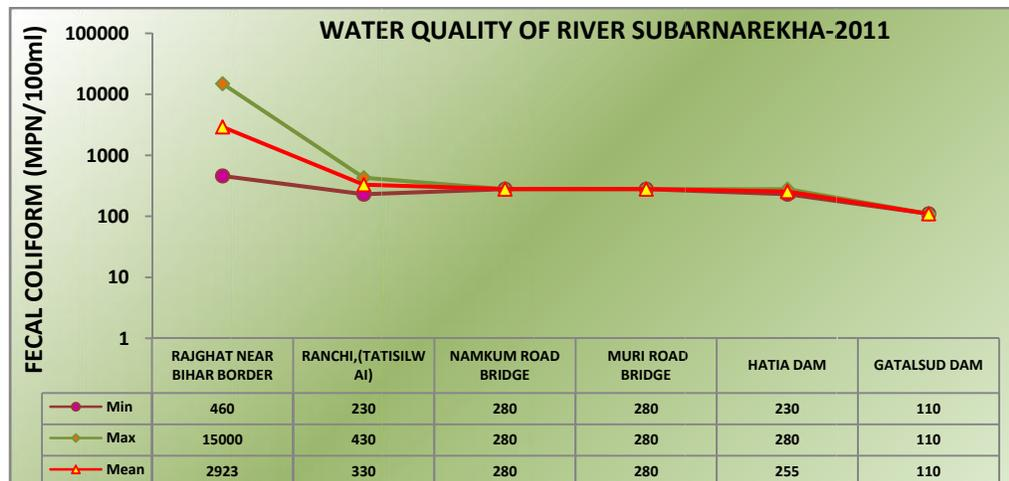 WATER QUALITY OF RIVER SUBARNAREKHA-2011
FECAL COLIFORM (MPN/100ml)
100000
10000
1000
100
10
1
RAJGHAT NEAR BIHAR BORDER
RANCHI,(TATISILWAI)
NAMKUM ROAD BRIDGE
MURI ROAD BRIDGE
HATIA DAM
GATALSUD DAM
Min 460 230 280 280 230 110
Max 15000 430 280 280 280 110
Mean 2923 330 280 280 255 110